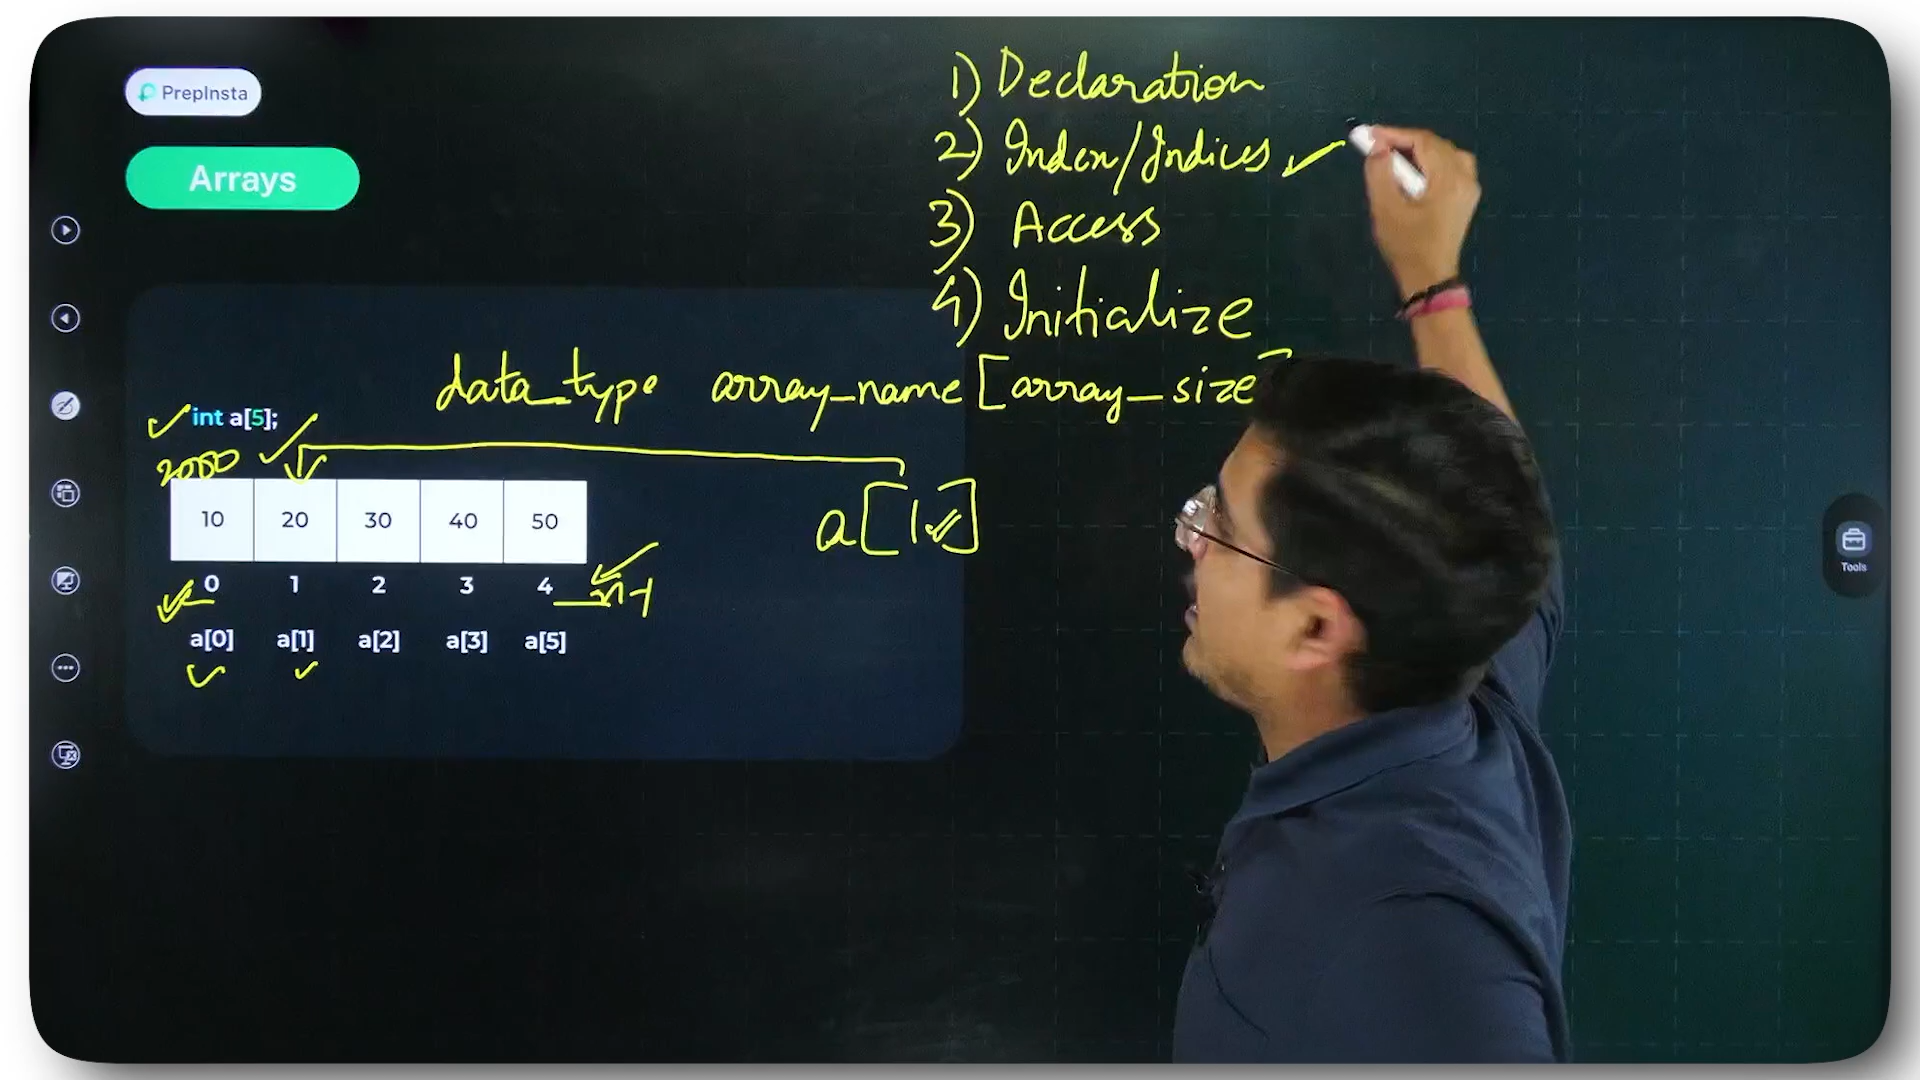 PrepInsta
Arrays
1) Declaration
2) Index/Indices
3) Access
4) Initialize
data_type array_name [array_size]
int a[5];
2000
10 20 30 40 50
a[1]
0 1 2 3 4
n-1
a[0] a[1] a[2] a[3] a[5]
Tools